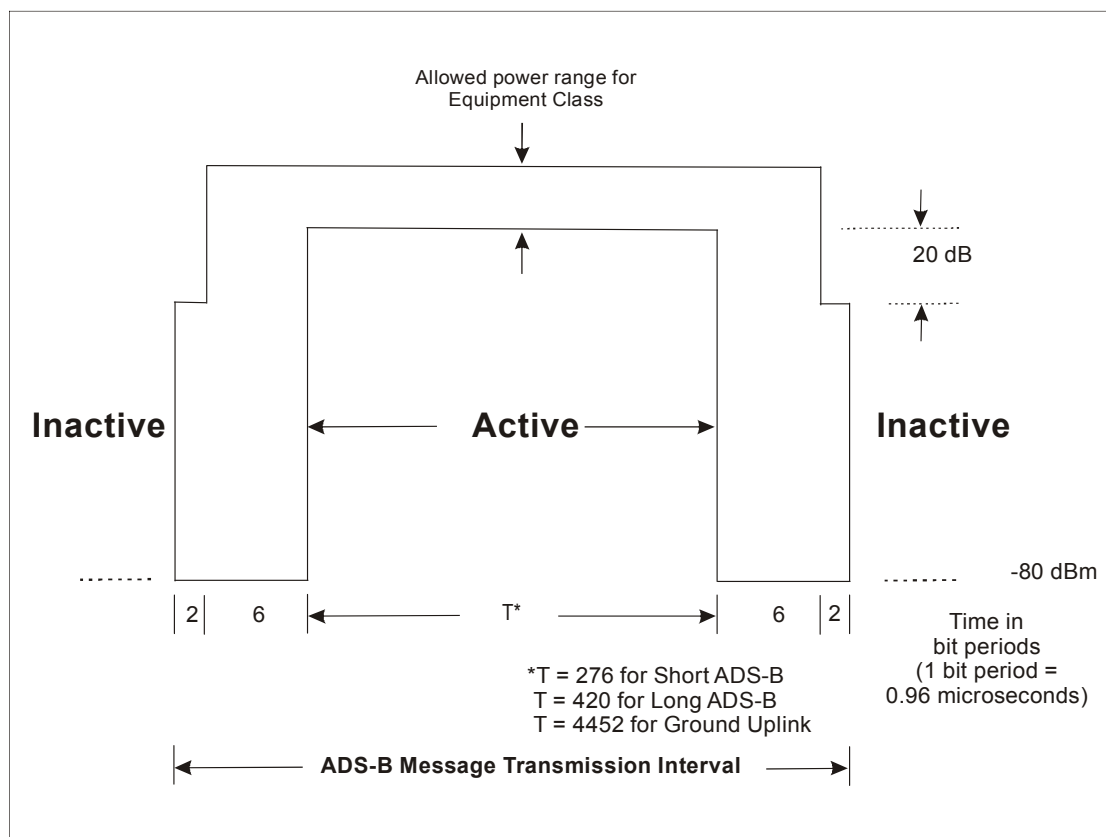 Allowed power range for
Equipment Class
20 dB
Inactive
Active
Inactive
-80 dBm
2
6
T*
6
2
Time in
bit periods
(1 bit period =
0.96 microseconds)
*T = 276 for Short ADS-B
T = 420 for Long ADS-B
T = 4452 for Ground Uplink
ADS-B Message Transmission Interval